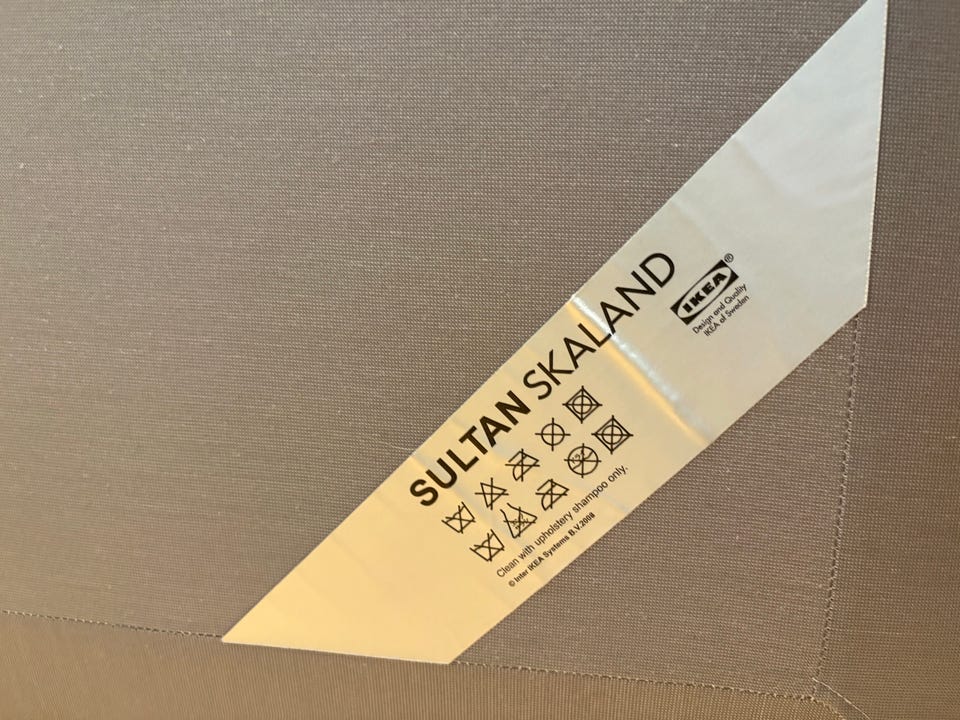 SULTAN SKALAND
IKEA®
Design and Quality
IKEA of Sweden
Clean with upholstery shampoo only.
© Inter IKEA Systems B.V.2008